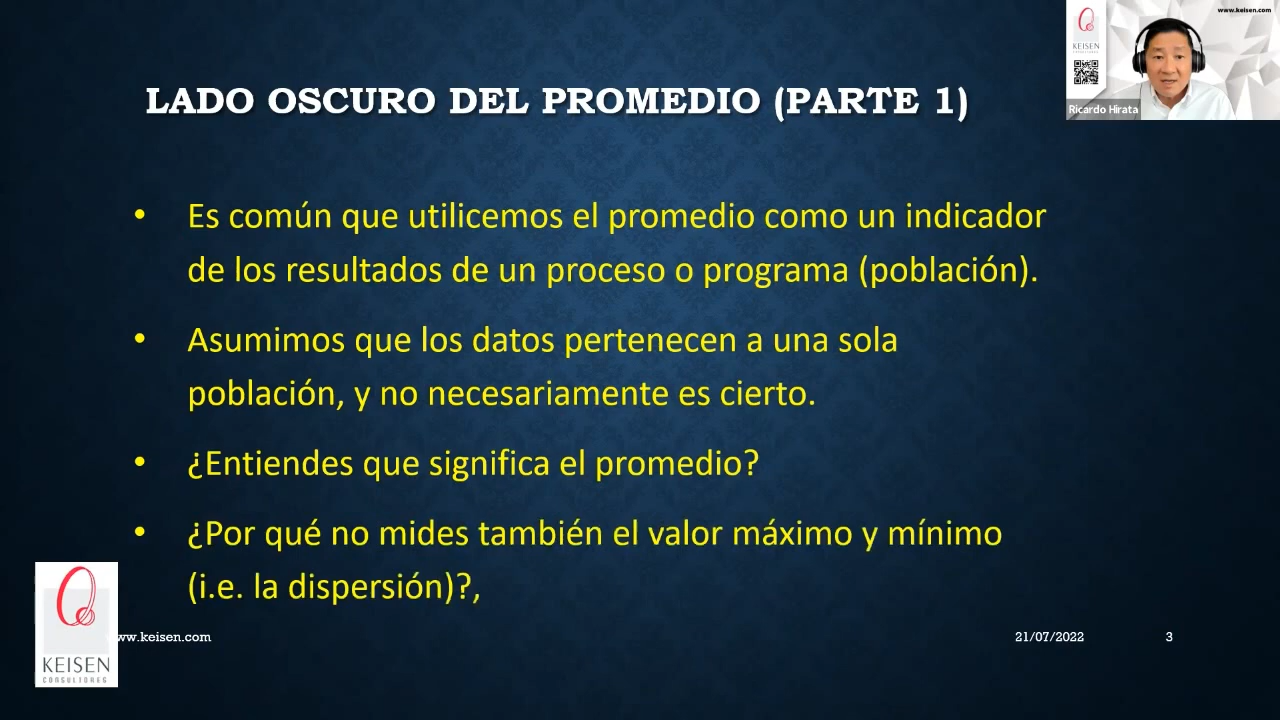 www.keisen.com
KEISEN
Ricardo Hirata
LADO OSCURO DEL PROMEDIO (PARTE 1)
• Es común que utilicemos el promedio como un indicador
de los resultados de un proceso o programa (población).
• Asumimos que los datos pertenecen a una sola
población, y no necesariamente es cierto.
• ¿Entiendes que significa el promedio?
• ¿Por qué no mides también el valor máximo y mínimo
(i.e. la dispersión)?,
ww.keisen.com
21/07/2022
3
KEISEN
CONSULTORES